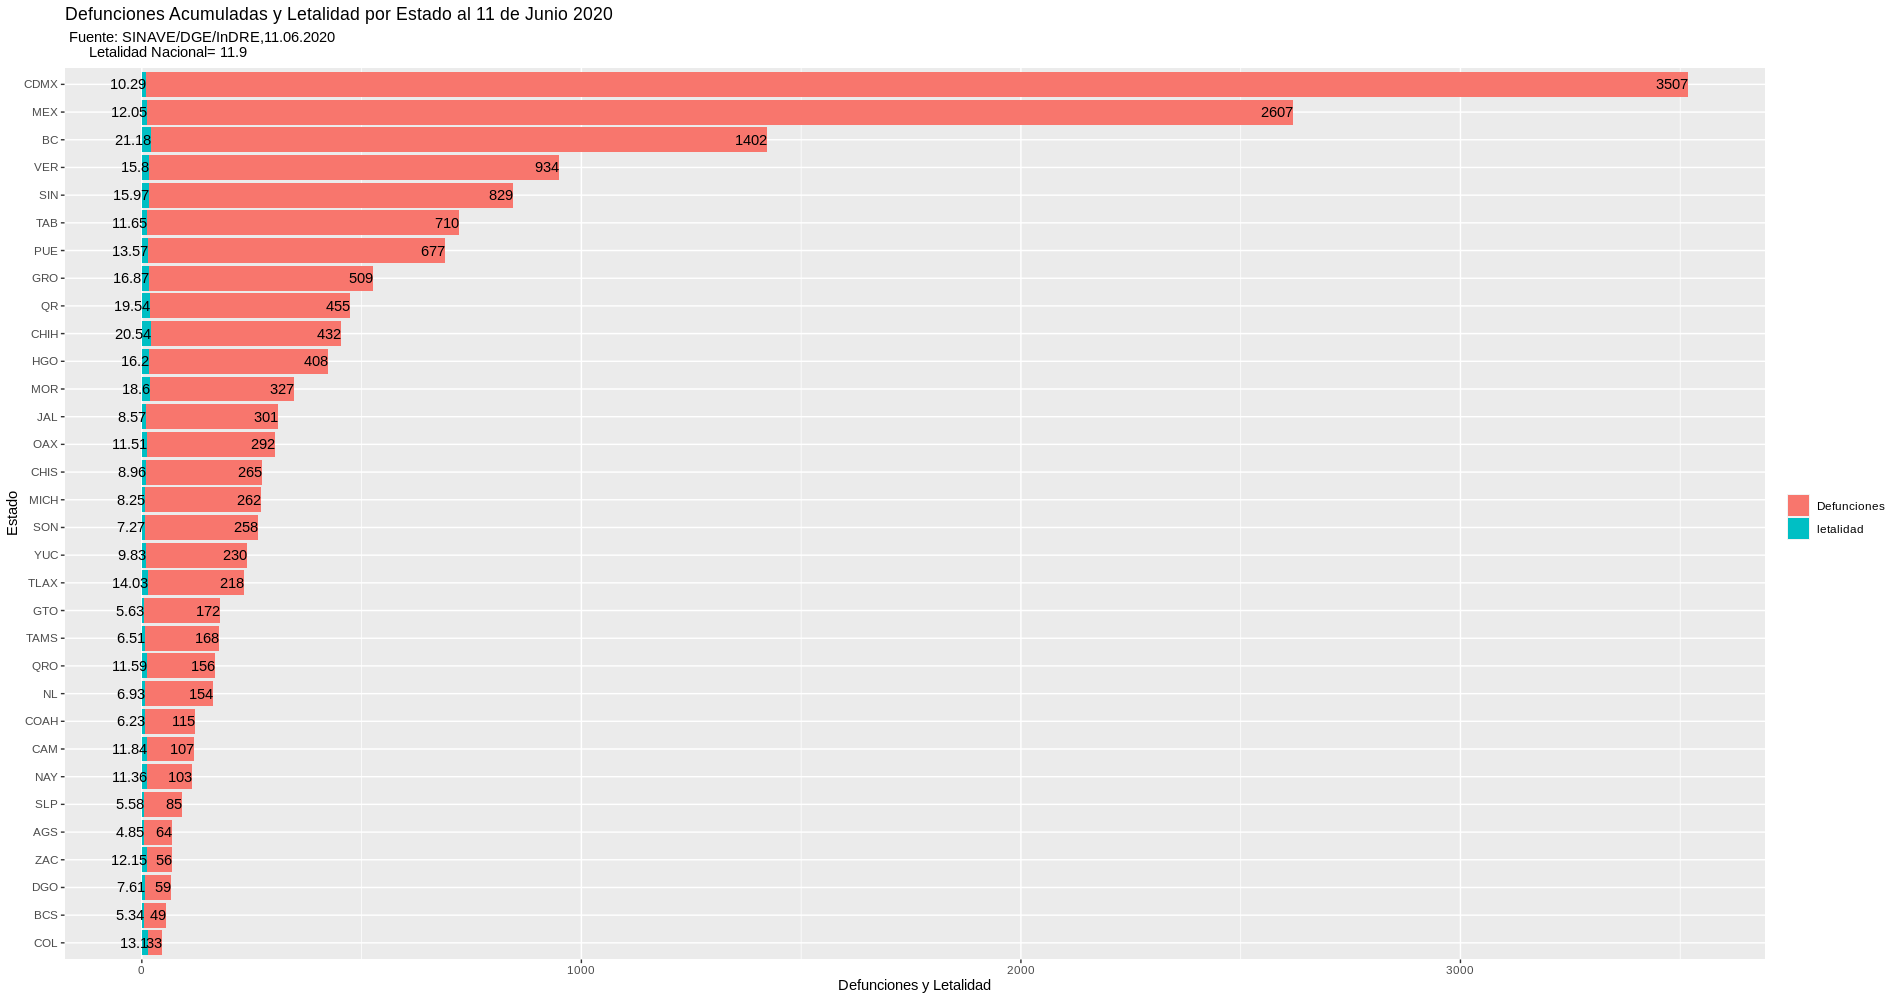 Defunciones Acumuladas y Letalidad por Estado al 11 de Junio 2020
Fuente: SINAVE/DGE/InDRE,11.06.2020
Letalidad Nacional= 11.9
CDMX 10.29 3507
MEX 12.05 2607
BC 21.18 1402
VER 15.8 934
SIN 15.97 829
TAB 11.65 710
PUE 13.57 677
GRO 16.87 509
QR 19.54 455
CHIH 20.54 432
HGO 16.2 408
MOR 18.6 327
JAL 8.57 301
OAX 11.51 292
CHIS 8.96 265
MICH 8.25 262
SON 7.27 258
YUC 9.83 230
TLAX 14.03 218
GTO 5.63 172
TAMS 6.51 168
QRO 11.59 156
NL 6.93 154
COAH 6.23 115
CAM 11.84 107
NAY 11.36 103
SLP 5.58 85
AGS 4.85 64
ZAC 12.15 56
DGO 7.61 59
BCS 5.34 49
COL 13.1 33
Estado
0 1000 2000 3000
Defunciones y Letalidad
Defunciones
letalidad